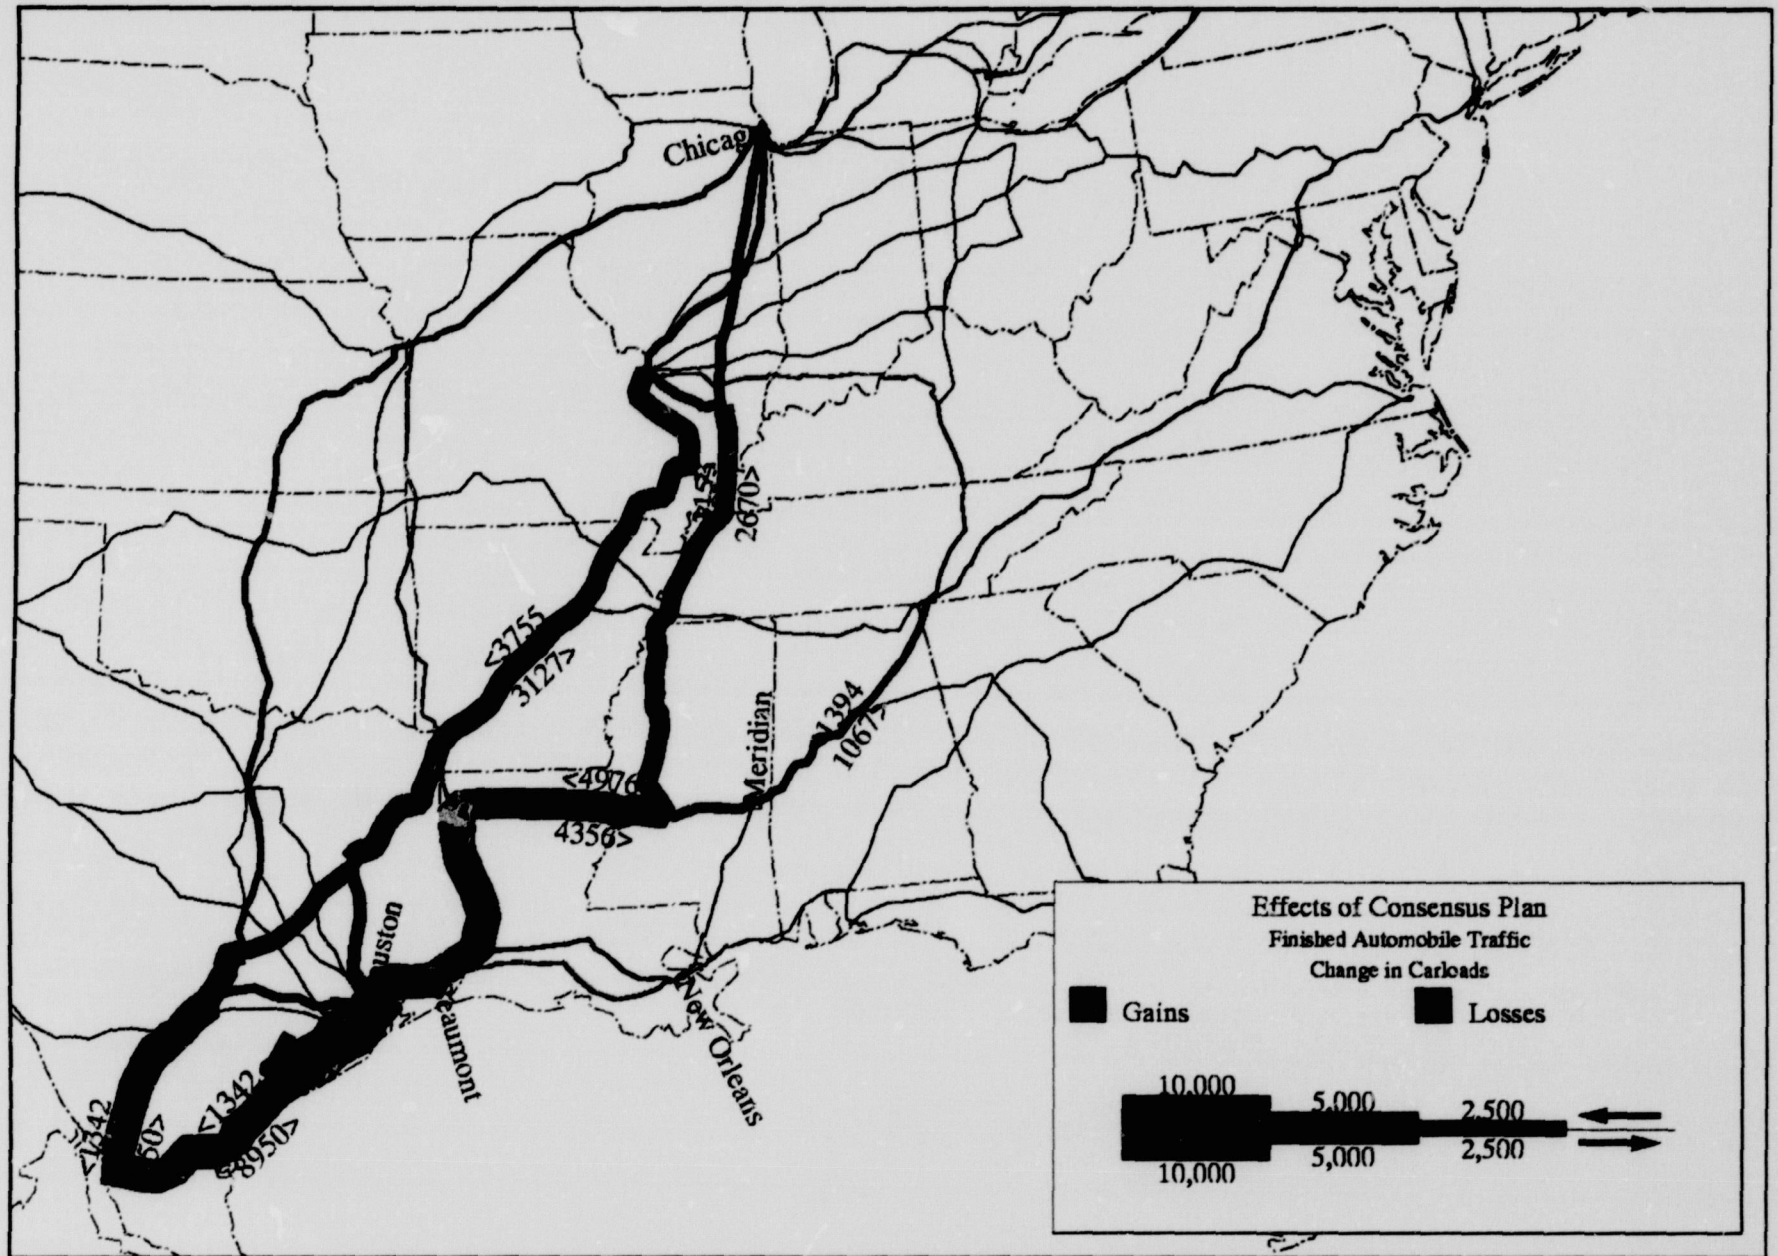 Chicag
2670>
<3755
3127>
Meridian
1394
1067>
<4976
4356>
uston
eaumont
New Orleans
<1342
50>
<1342
8950>
Effects of Consensus Plan
Finished Automobile Traffic
Change in Carloads
Gains
Losses
10,000
5,000
2,500
10,000
5,000
2,500